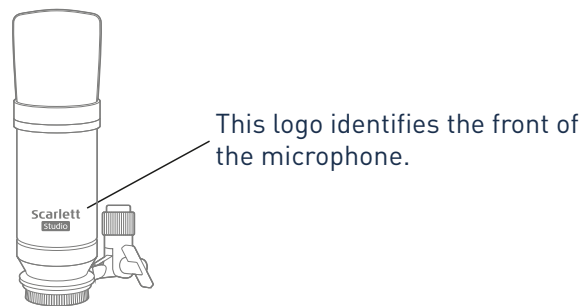 This logo identifies the front of
the microphone.
Scarlett
Studio